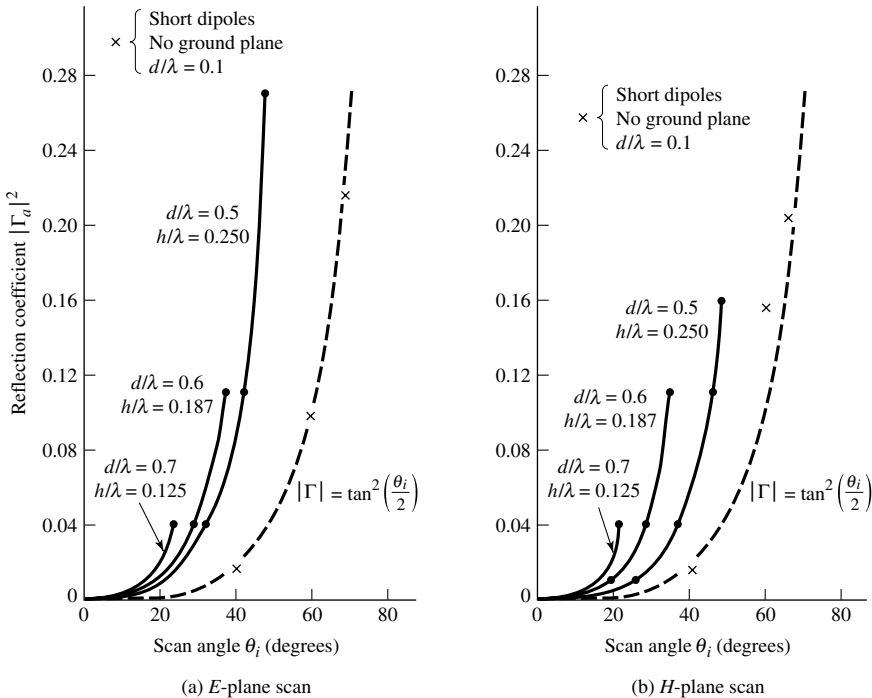 Short dipoles
× { No ground plane
d/λ = 0.1
0.28
0.24
0.20
0.16
0.12
0.08
0.04
0
Reflection coefficient |Γₐ|²
d/λ = 0.5
h/λ = 0.250
d/λ = 0.6
h/λ = 0.187
d/λ = 0.7
h/λ = 0.125
|Γ| = tan²(θᵢ/2)
0 20 40 60 80
Scan angle θᵢ (degrees)
(a) E-plane scan
Short dipoles
× { No ground plane
d/λ = 0.1
0.28
0.24
0.20
0.16
0.12
0.08
0.04
0
d/λ = 0.5
h/λ = 0.250
d/λ = 0.6
h/λ = 0.187
d/λ = 0.7
h/λ = 0.125
|Γ| = tan²(θᵢ/2)
0 20 40 60 80
Scan angle θᵢ (degrees)
(b) H-plane scan